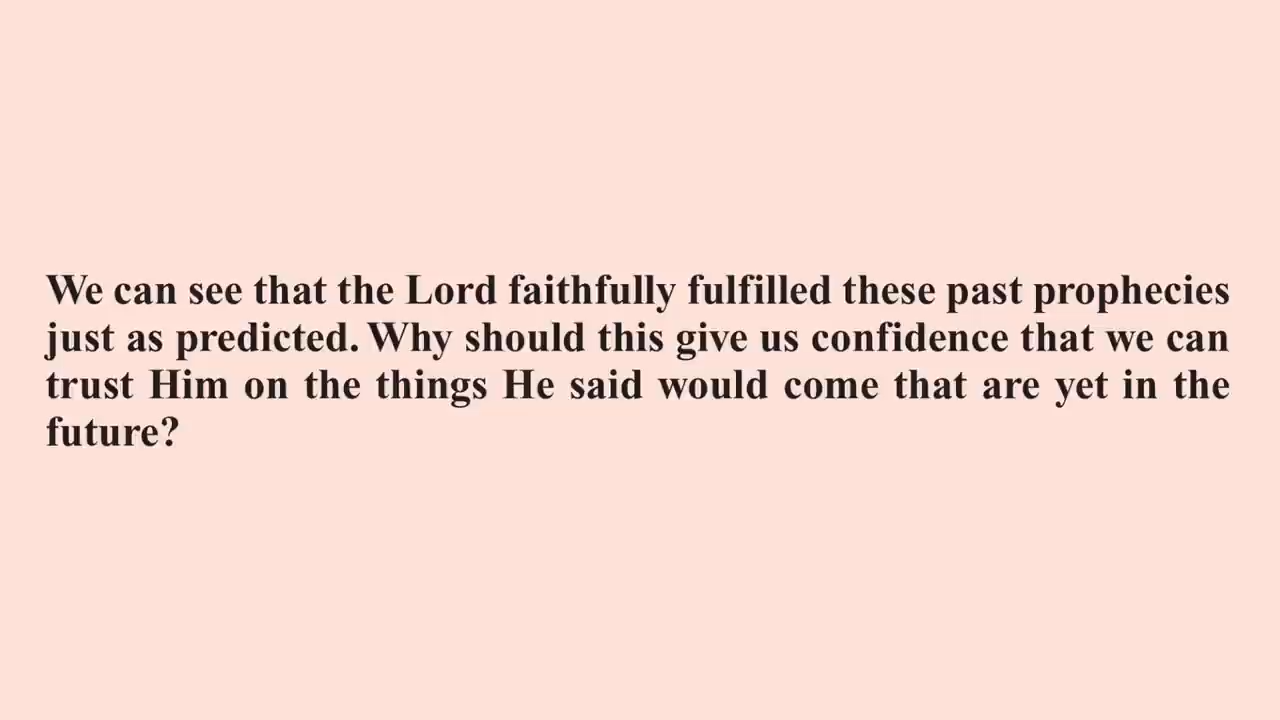 We can see that the Lord faithfully fulfilled these past prophecies
just as predicted. Why should this give us confidence that we can
trust Him on the things He said would come that are yet in the
future?